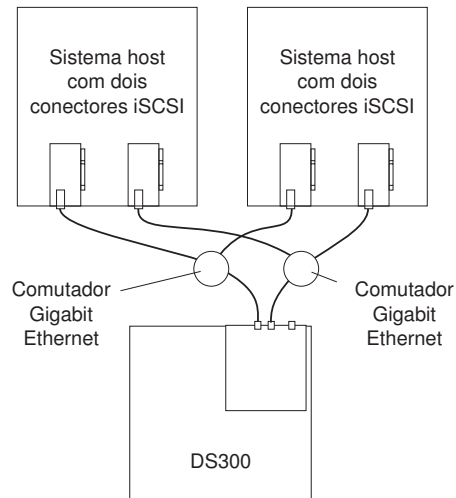 Sistema host
com dois
conectores iSCSI
Sistema host
com dois
conectores iSCSI
Comutador
Gigabit
Ethernet
Comutador
Gigabit
Ethernet
DS300